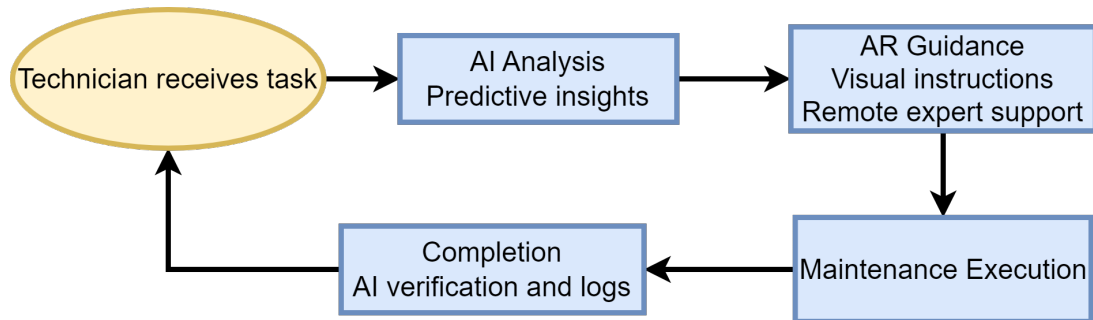 Technician receives task
AI Analysis
Predictive insights
AR Guidance
Visual instructions
Remote expert support
Maintenance Execution
Completion
AI verification and logs